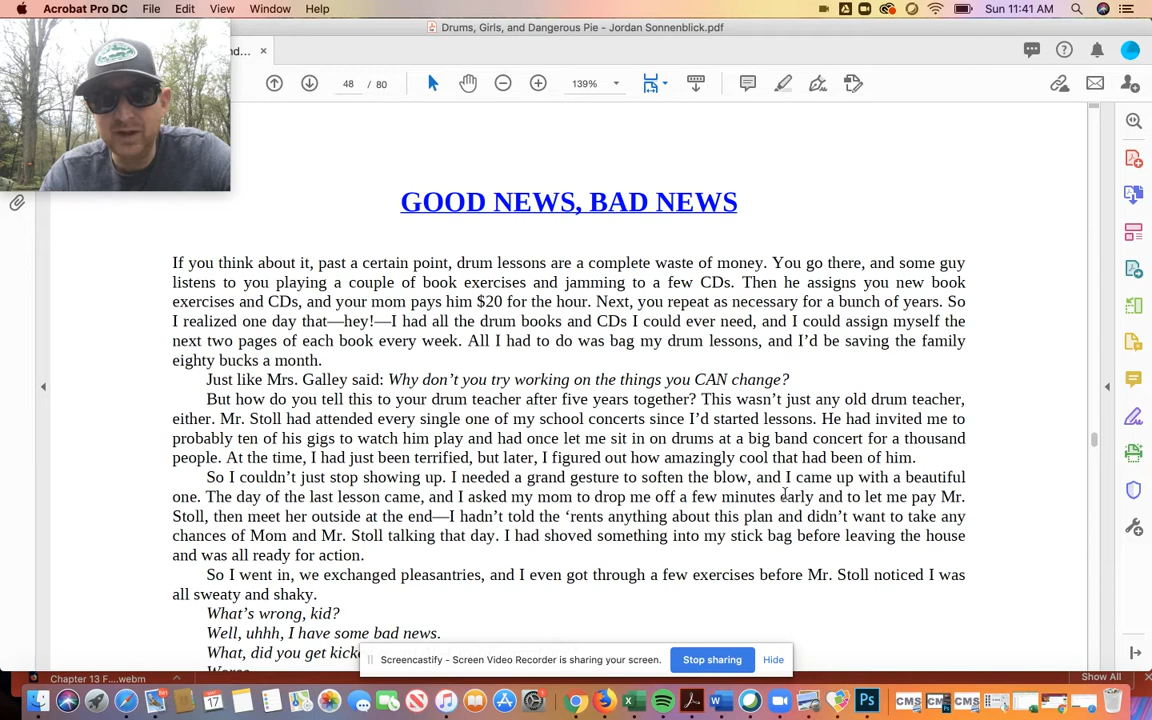 Acrobat Pro DC File Edit View Window Help Sun 11:41 AM
Drums, Girls, and Dangerous Pie - Jordan Sonnenblick.pdf
nd... ×
48 / 80 139%
GOOD NEWS, BAD NEWS
If you think about it, past a certain point, drum lessons are a complete waste of money. You go there, and some guy
listens to you playing a couple of book exercises and jamming to a few CDs. Then he assigns you new book
exercises and CDs, and your mom pays him $20 for the hour. Next, you repeat as necessary for a bunch of years. So
I realized one day that—hey!—I had all the drum books and CDs I could ever need, and I could assign myself the
next two pages of each book every week. All I had to do was bag my drum lessons, and I'd be saving the family
eighty bucks a month.
Just like Mrs. Galley said: Why don't you try working on the things you CAN change?
But how do you tell this to your drum teacher after five years together? This wasn't just any old drum teacher,
either. Mr. Stoll had attended every single one of my school concerts since I'd started lessons. He had invited me to
probably ten of his gigs to watch him play and had once let me sit in on drums at a big band concert for a thousand
people. At the time, I had just been terrified, but later, I figured out how amazingly cool that had been of him.
So I couldn't just stop showing up. I needed a grand gesture to soften the blow, and I came up with a beautiful
one. The day of the last lesson came, and I asked my mom to drop me off a few minutes early and to let me pay Mr.
Stoll, then meet her outside at the end—I hadn't told the 'rents anything about this plan and didn't want to take any
chances of Mom and Mr. Stoll talking that day. I had shoved something into my stick bag before leaving the house
and was all ready for action.
So I went in, we exchanged pleasantries, and I even got through a few exercises before Mr. Stoll noticed I was
all sweaty and shaky.
What's wrong, kid?
Well, uhhh, I have some bad news.
What, did you get kick
Screencastify - Screen Video Recorder is sharing your screen. Stop sharing Hide
Chapter 13 F....webm Show All
17